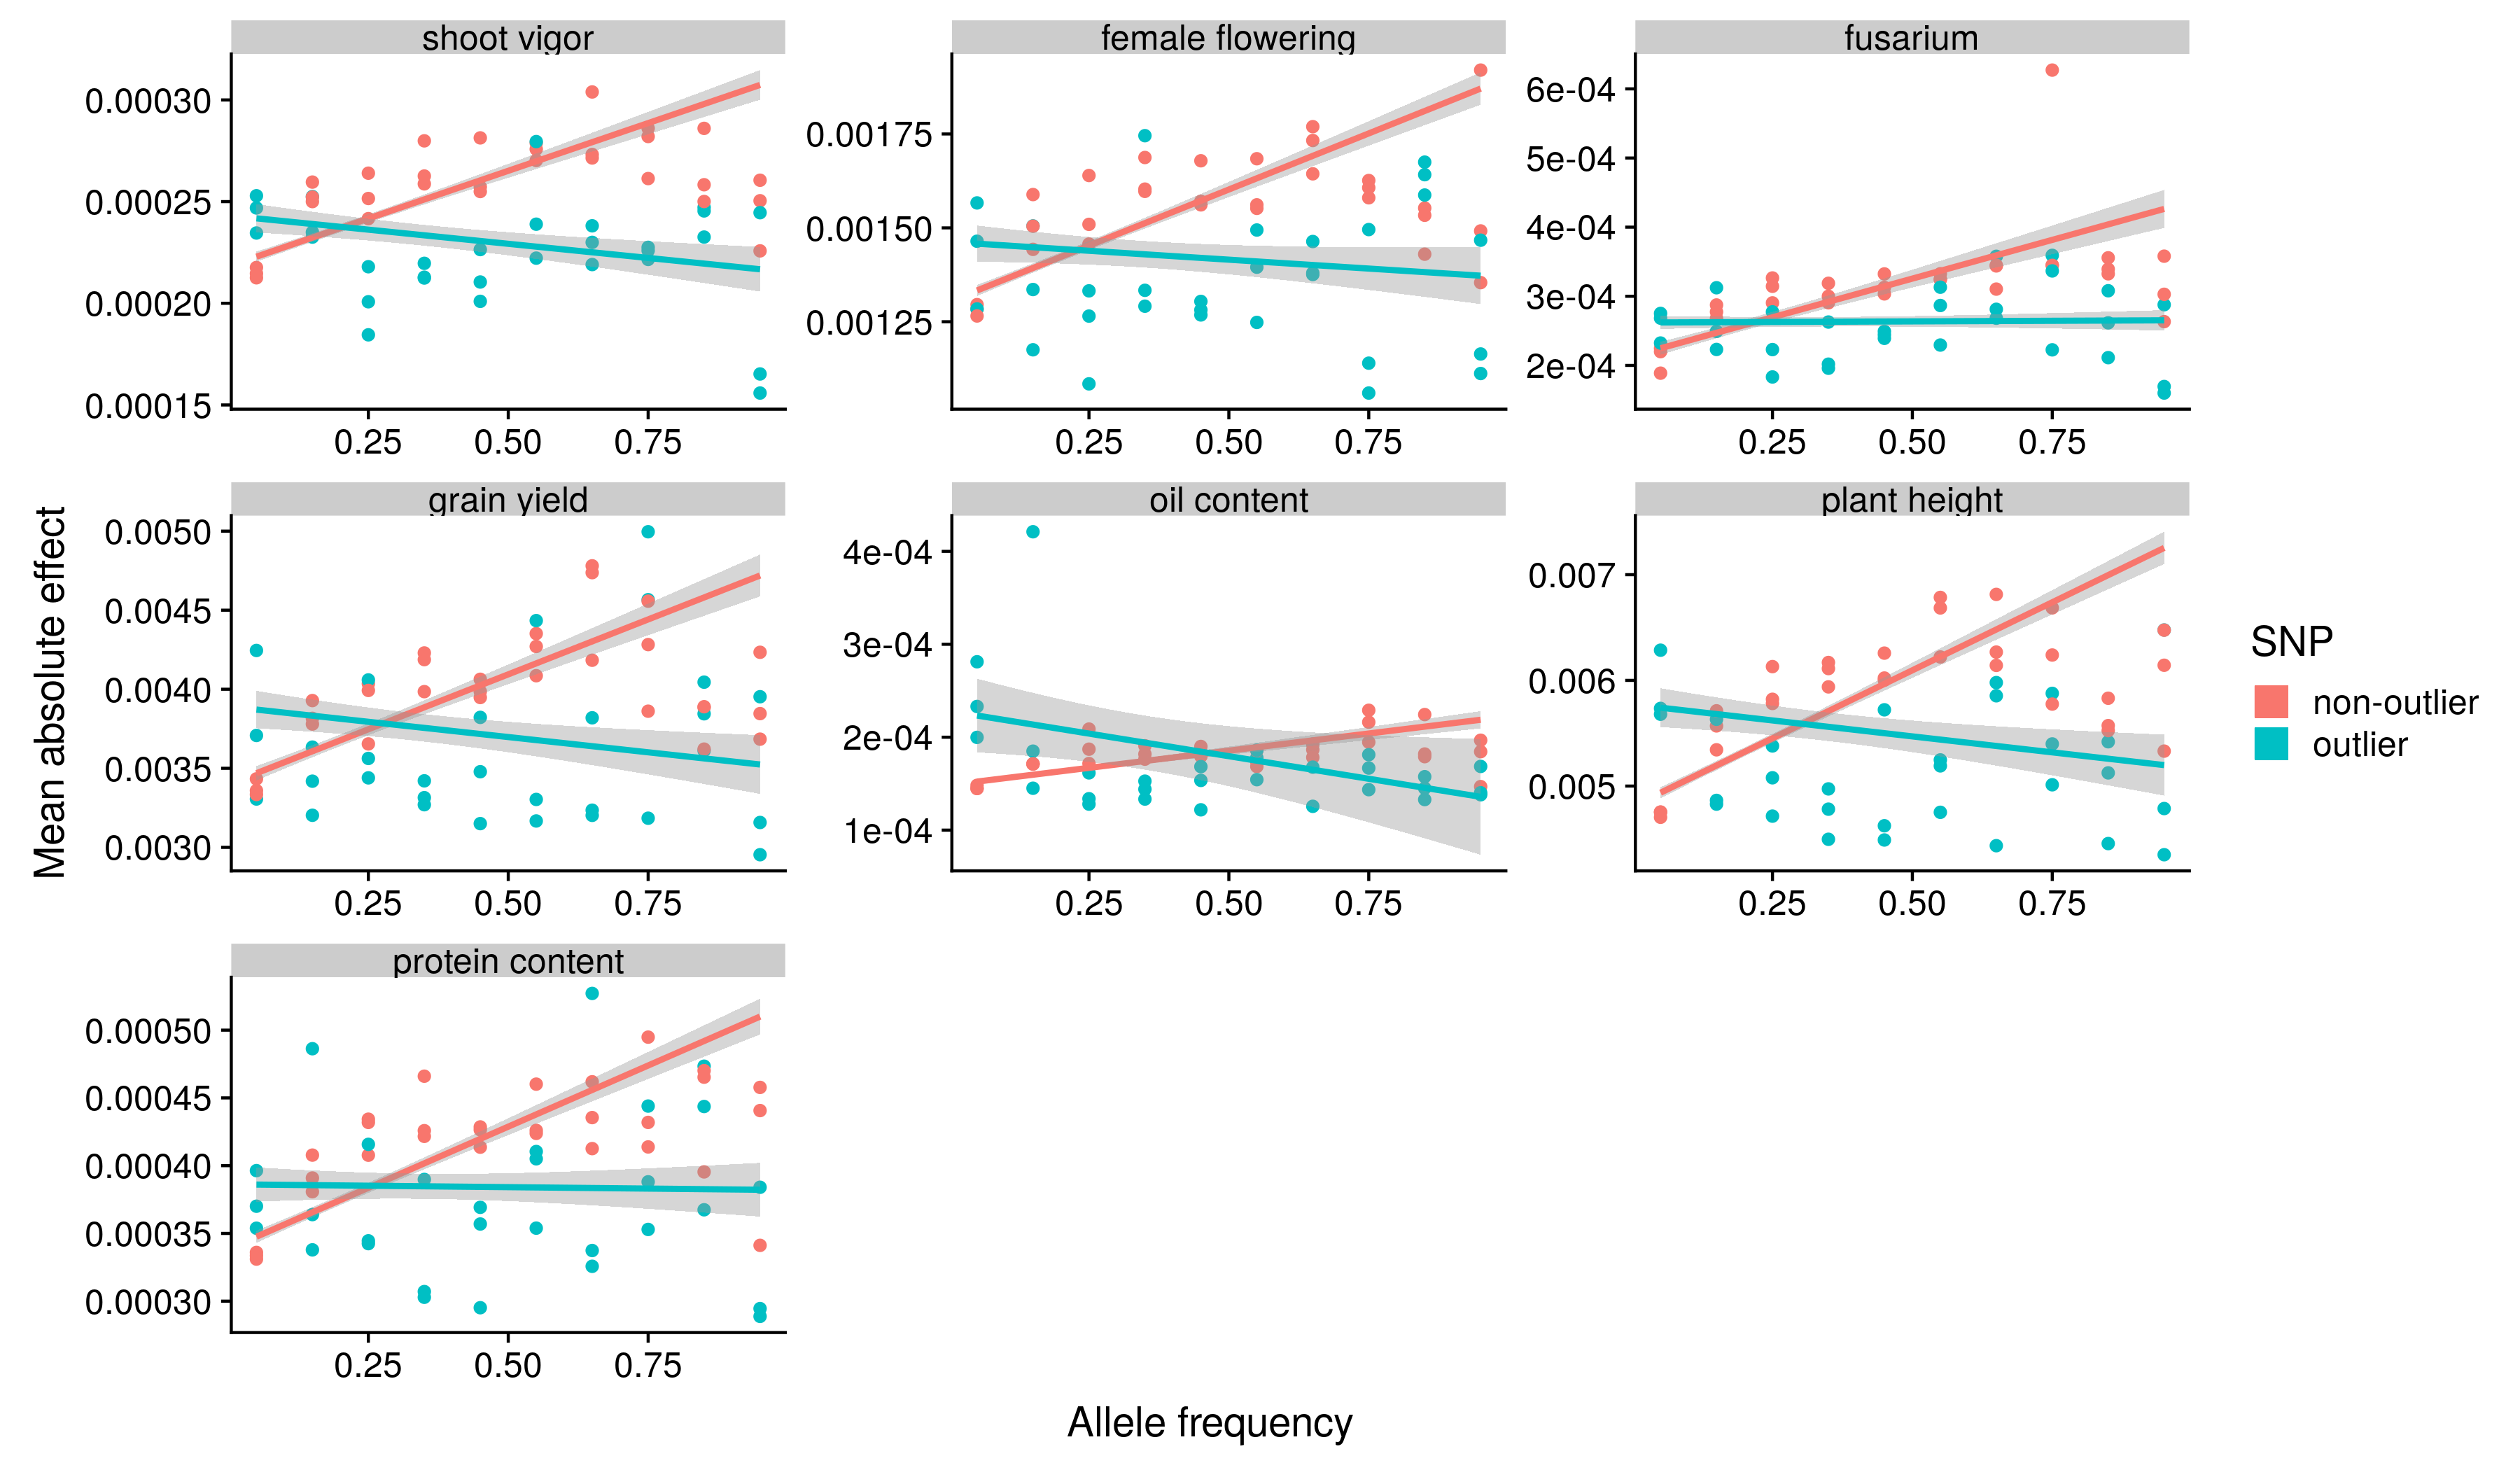 shoot vigor
female flowering
fusarium
0.00030
0.00025
0.00020
0.00015
0.25 0.50 0.75
0.00175
0.00150
0.00125
0.25 0.50 0.75
6e-04
5e-04
4e-04
3e-04
2e-04
0.25 0.50 0.75
grain yield
oil content
plant height
0.0050
0.0045
0.0040
0.0035
0.0030
0.25 0.50 0.75
4e-04
3e-04
2e-04
1e-04
0.25 0.50 0.75
0.007
0.006
0.005
0.25 0.50 0.75
protein content
0.00050
0.00045
0.00040
0.00035
0.00030
0.25 0.50 0.75
Mean absolute effect
Allele frequency
SNP
non-outlier
outlier